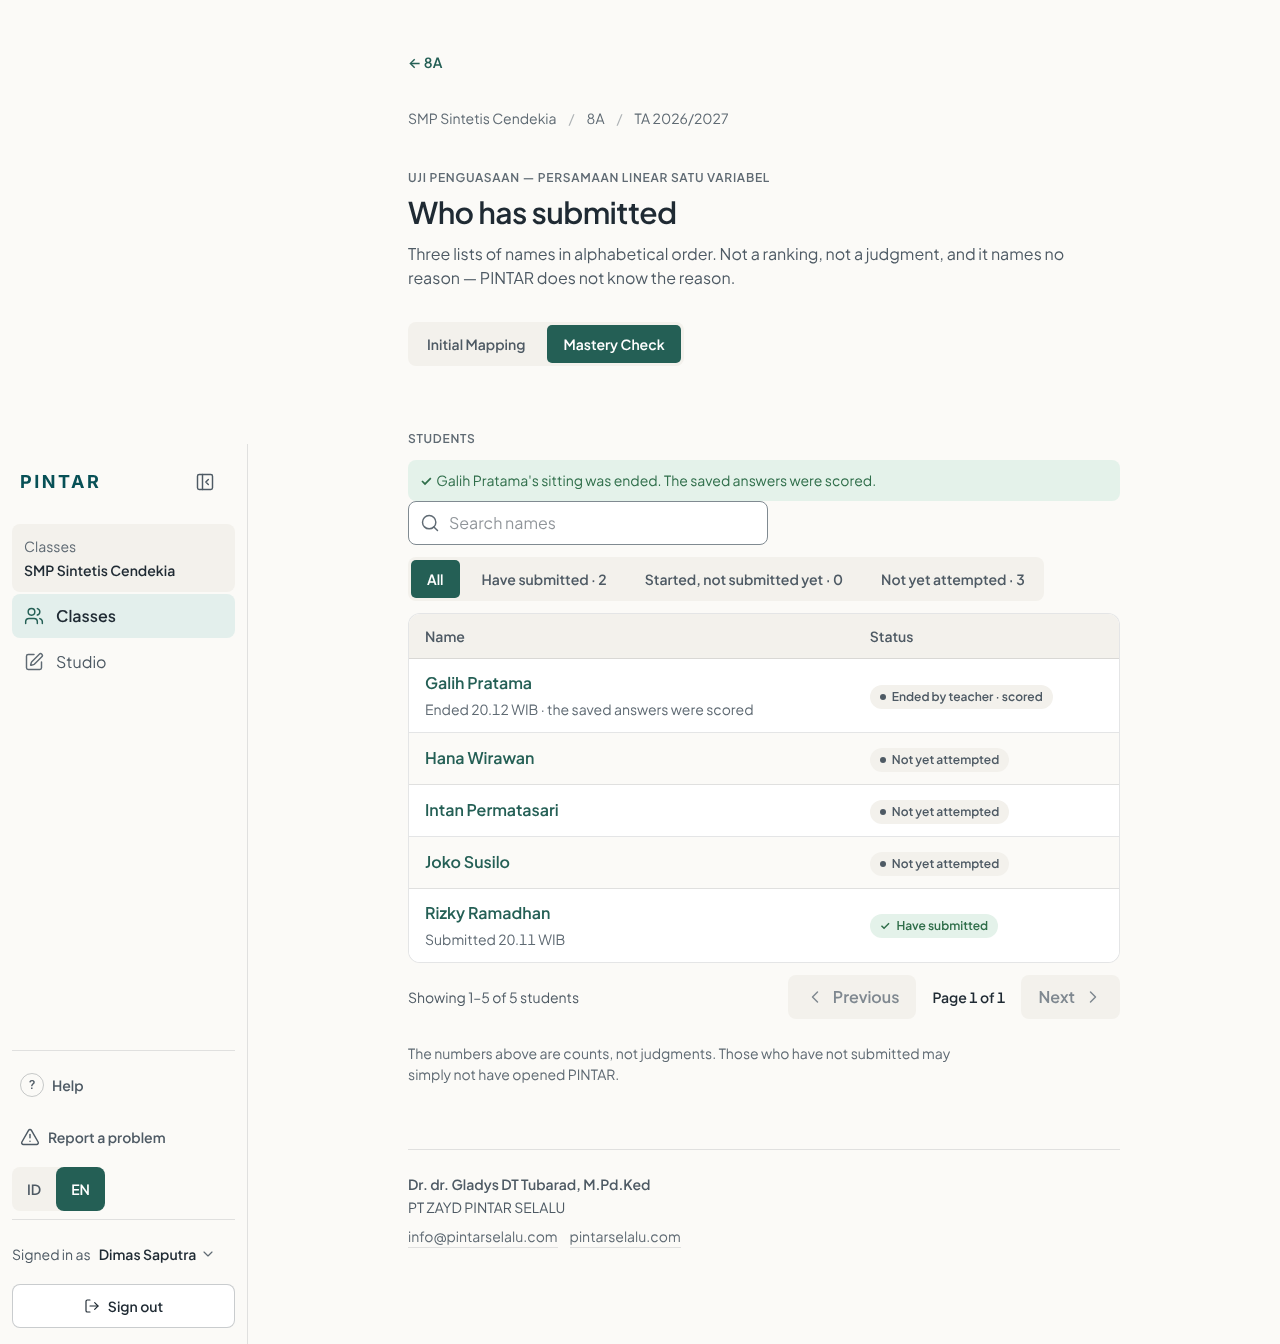 ← 8A
SMP Sintetis Cendekia / 8A / TA 2026/2027
UJI PENGUASAAN — PERSAMAAN LINEAR SATU VARIABEL
Who has submitted
Three lists of names in alphabetical order. Not a ranking, not a judgment, and it names no
reason — PINTAR does not know the reason.
Initial Mapping
Mastery Check
STUDENTS
✓ Galih Pratama's sitting was ended. The saved answers were scored.
Search names
All
Have submitted · 2
Started, not submitted yet · 0
Not yet attempted · 3
Name
Status
Galih Pratama
Ended 20.12 WIB · the saved answers were scored
Ended by teacher · scored
Hana Wirawan
Not yet attempted
Intan Permatasari
Not yet attempted
Joko Susilo
Not yet attempted
Rizky Ramadhan
Submitted 20.11 WIB
Have submitted
Showing 1–5 of 5 students
Previous
Page 1 of 1
Next
The numbers above are counts, not judgments. Those who have not submitted may
simply not have opened PINTAR.
Dr. dr. Gladys DT Tubarad, M.Pd.Ked
PT ZAYD PINTAR SELALU
info@pintarselalu.com
pintarselalu.com
PINTAR
Classes
SMP Sintetis Cendekia
Classes
Studio
? Help
Report a problem
ID
EN
Signed in as Dimas Saputra
Sign out